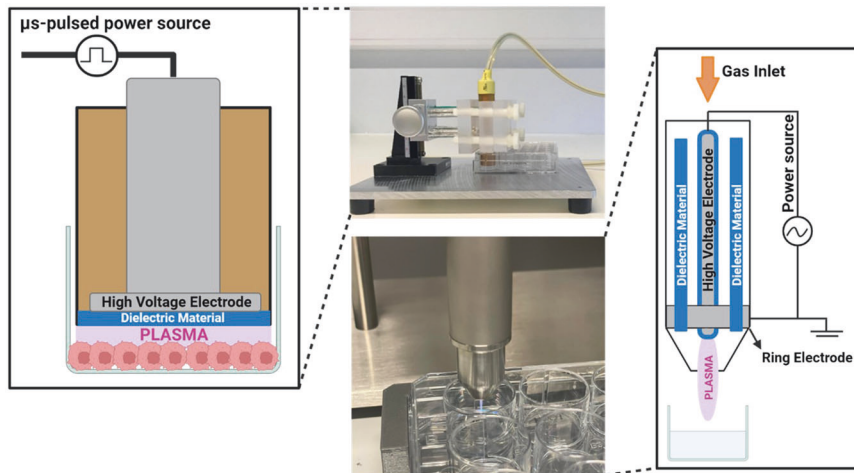 µs-pulsed power source
High Voltage Electrode
Dielectric Material
PLASMA
Gas Inlet
Dielectric Material
High Voltage Electrode
Dielectric Material
Power source
Ring Electrode
PLASMA